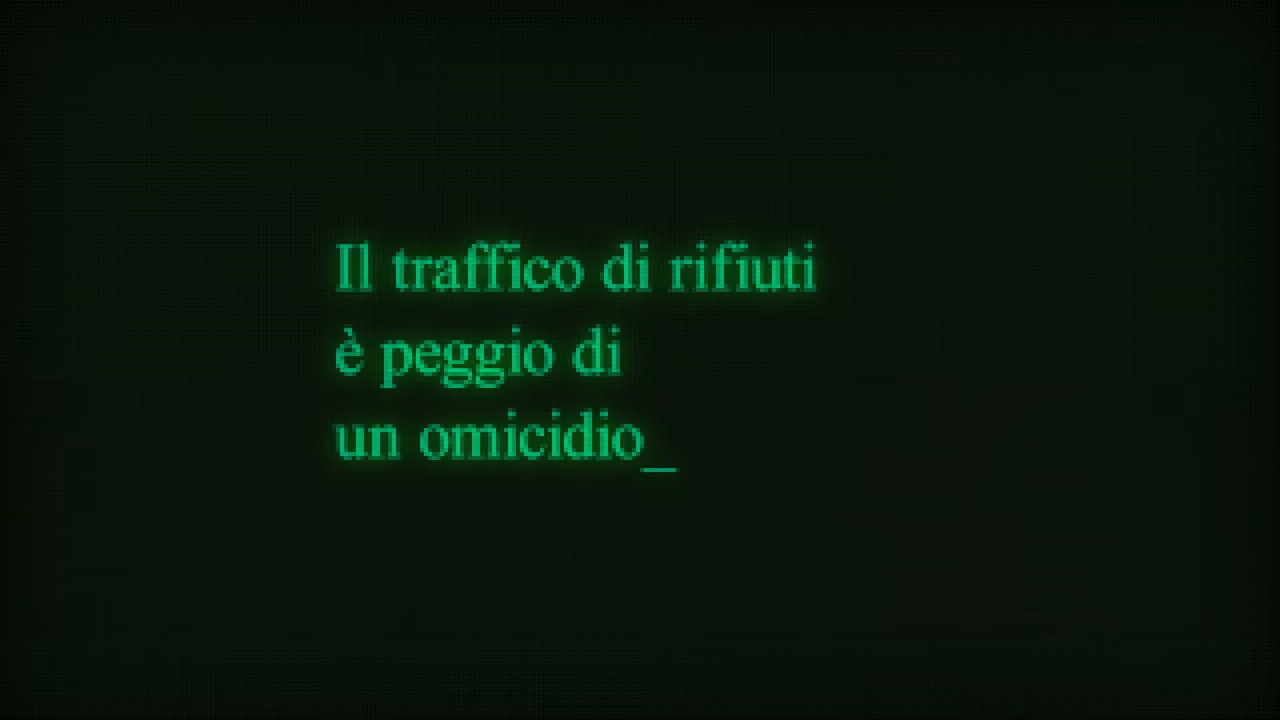 Il traffico di rifiuti
è peggio di
un omicidio_